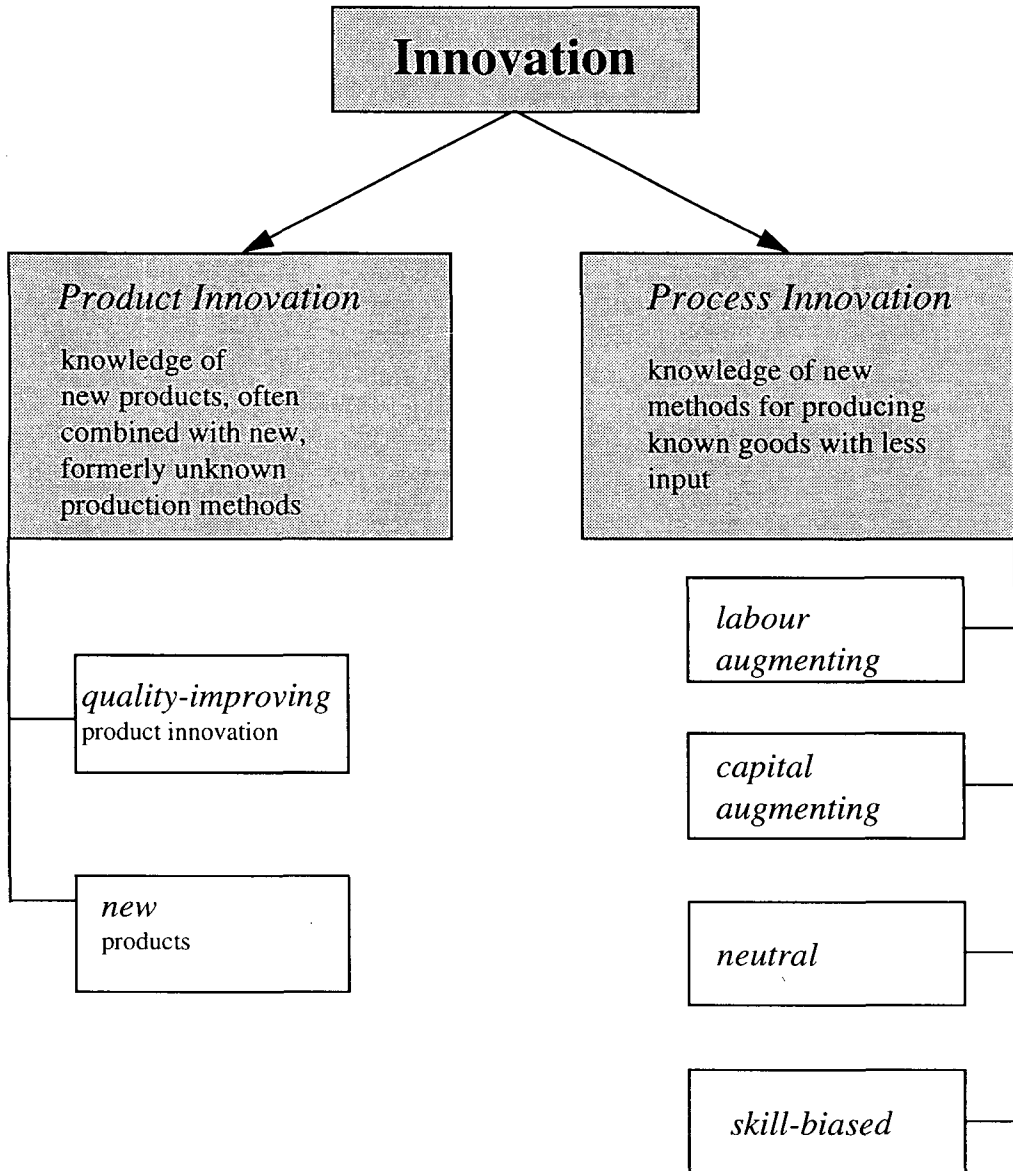 Innovation
Product Innovation
knowledge of
new products, often
combined with new,
formerly unknown
production methods
quality-improving
product innovation
new
products
Process Innovation
knowledge of new
methods for producing
known goods with less
input
labour
augmenting
capital
augmenting
neutral
skill-biased